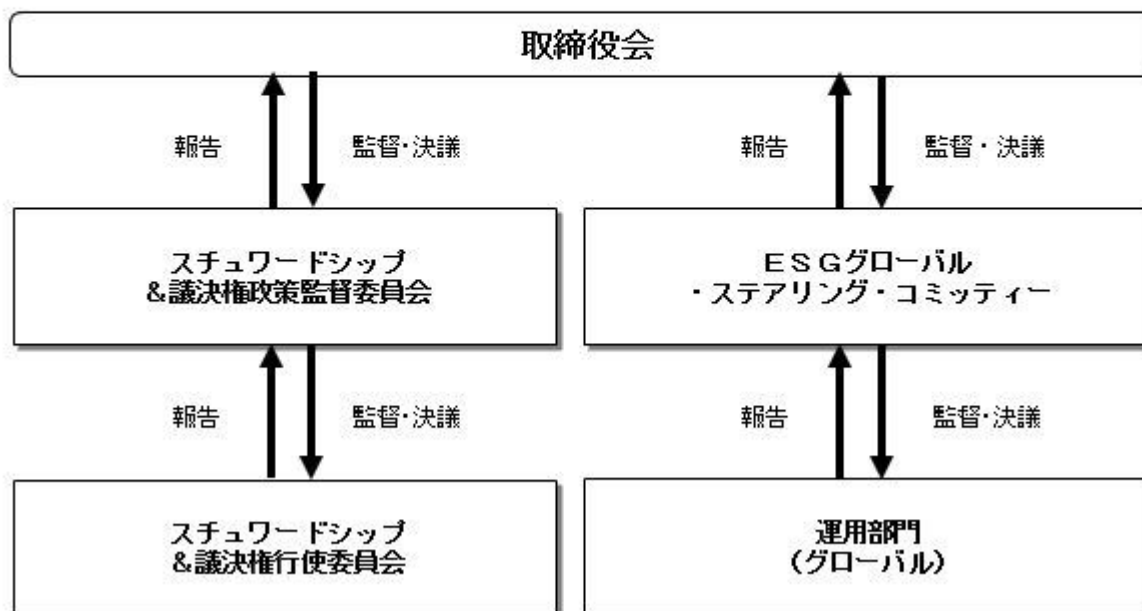 取締役会
報告
監督・決議
報告
監督・決議
スチュワードシップ
&議決権政策監督委員会
ＥＳＧグローバル
・ステアリング・コミッティー
報告
監督・決議
報告
監督・決議
スチュワードシップ
&議決権行使委員会
運用部門
（グローバル）